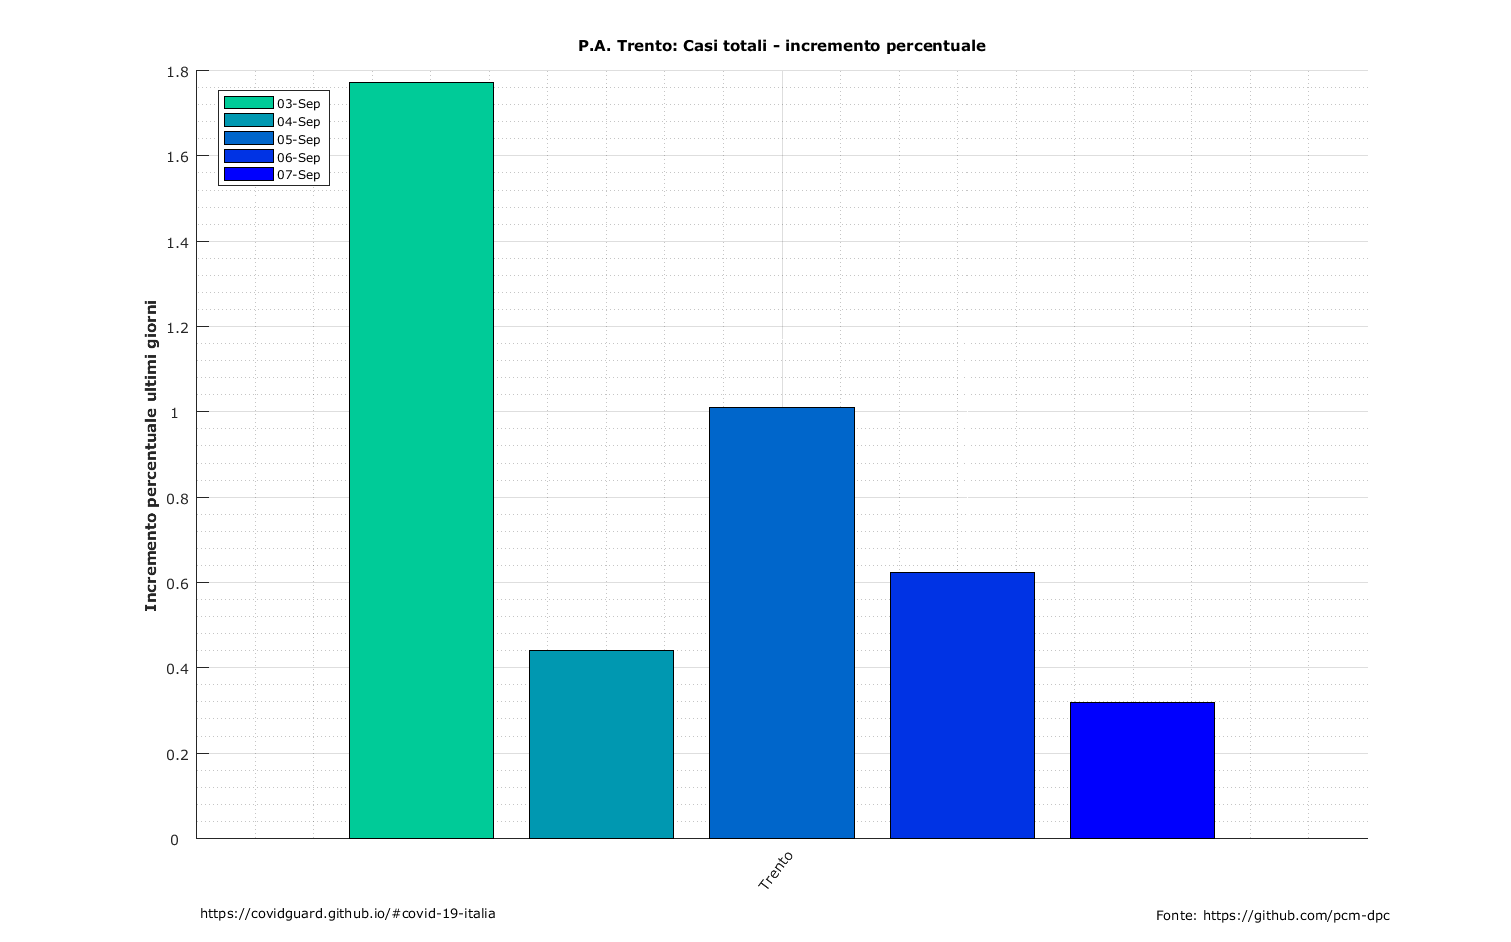 P.A. Trento: Casi totali - incremento percentuale
1.8
1.6
1.4
1.2
1
0.8
0.6
0.4
0.2
0
03-Sep
04-Sep
05-Sep
06-Sep
07-Sep
Incremento percentuale ultimi giorni
Trento
https://covidguard.github.io/#covid-19-italia
Fonte: https://github.com/pcm-dpc